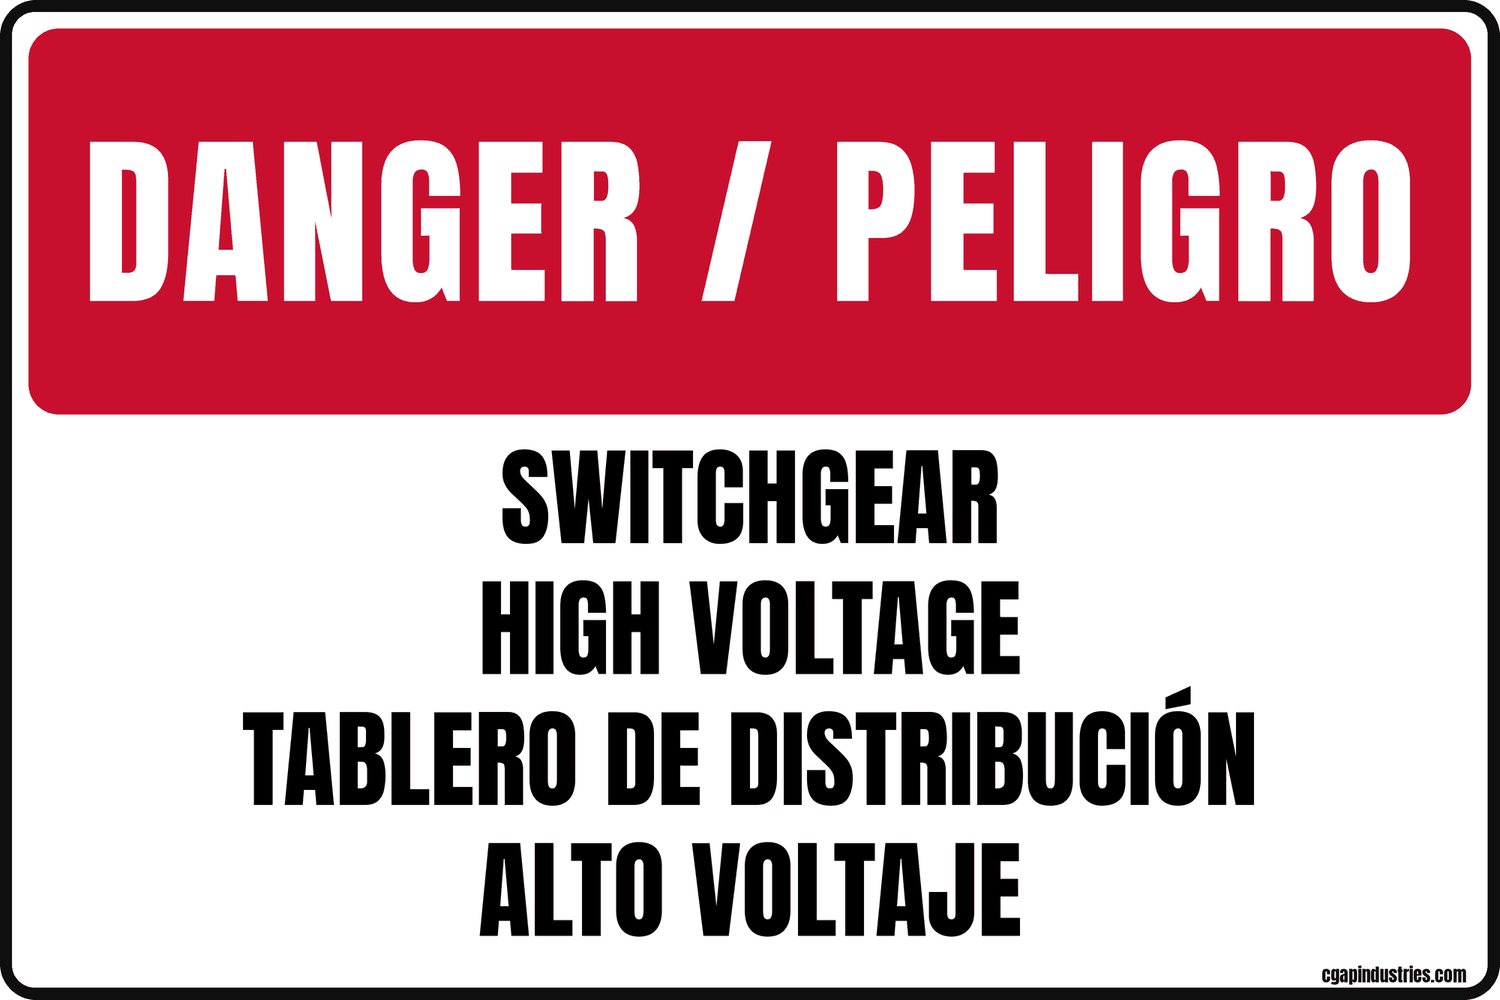 DANGER / PELIGRO
SWITCHGEAR
HIGH VOLTAGE
TABLERO DE DISTRIBUCIÓN
ALTO VOLTAJE
cgapindustries.com